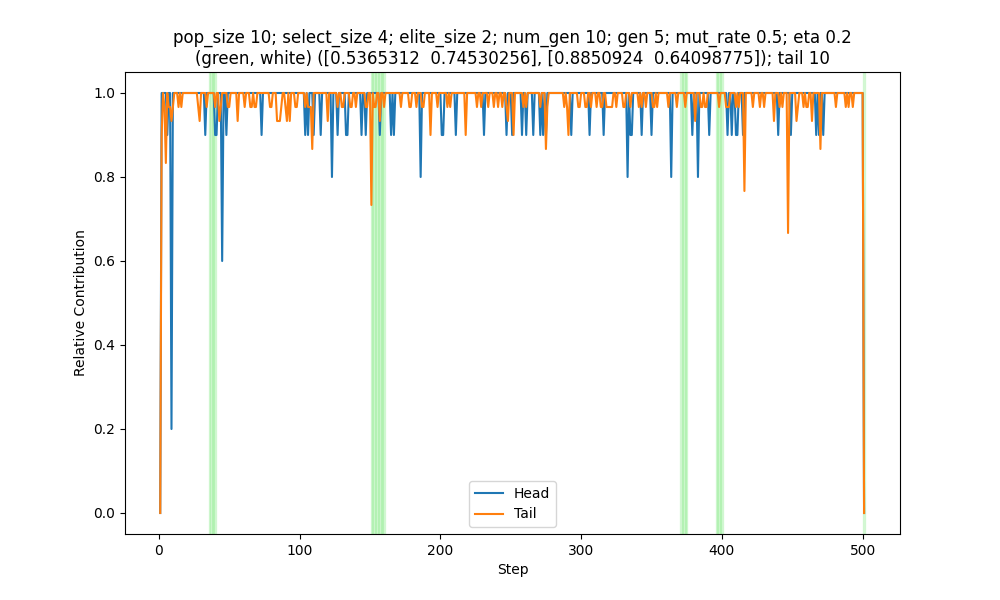 pop_size 10; select_size 4; elite_size 2; num_gen 10; gen 5; mut_rate 0.5; eta 0.2
(green, white) ([0.5365312  0.74530256], [0.8850924  0.64098775]); tail 10
1.0
0.8
0.6
0.4
0.2
0.0
Relative Contribution
Head
Tail
0
100
200
300
400
500
Step